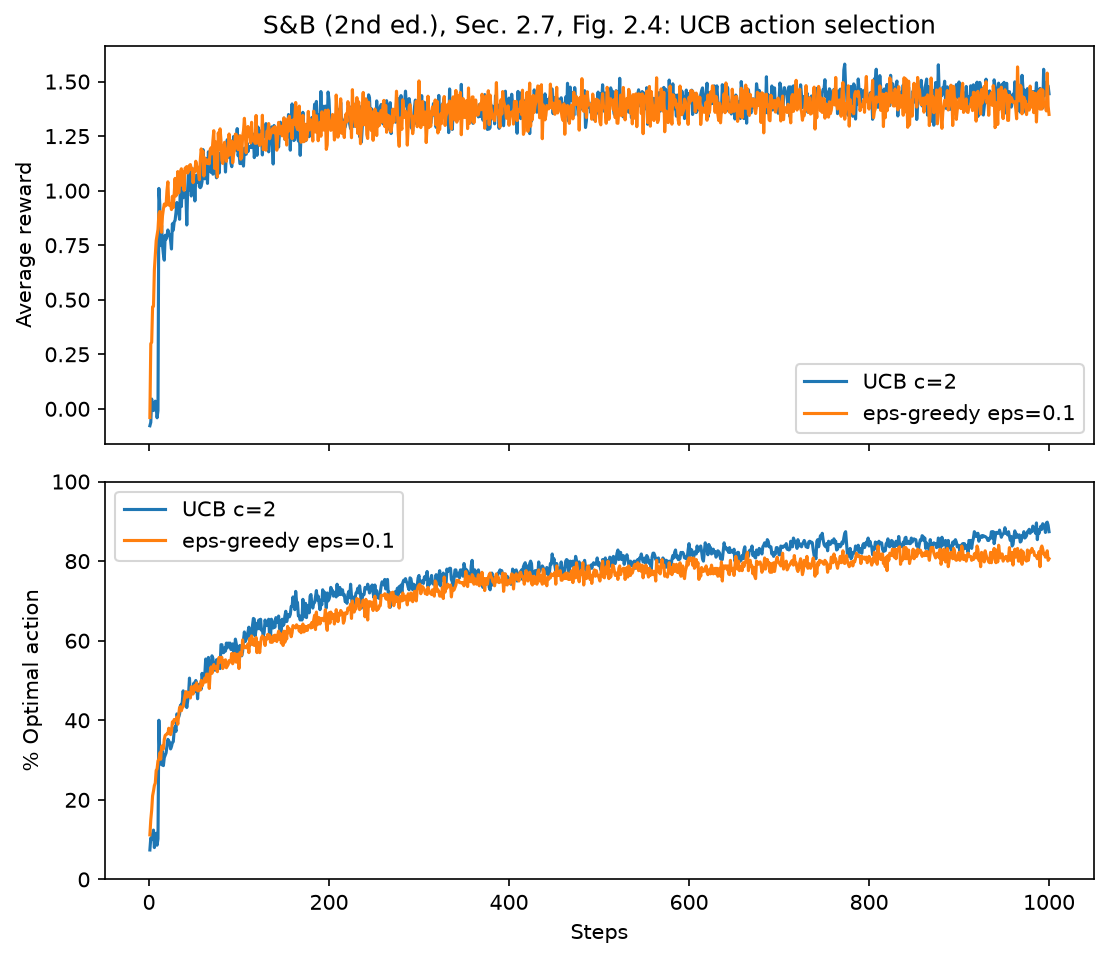 S&B (2nd ed.), Sec. 2.7, Fig. 2.4: UCB action selection
Average reward
1.50
1.25
1.00
0.75
0.50
0.25
0.00
UCB c=2
eps-greedy eps=0.1
% Optimal action
100
80
60
40
20
0
UCB c=2
eps-greedy eps=0.1
0 200 400 600 800 1000
Steps